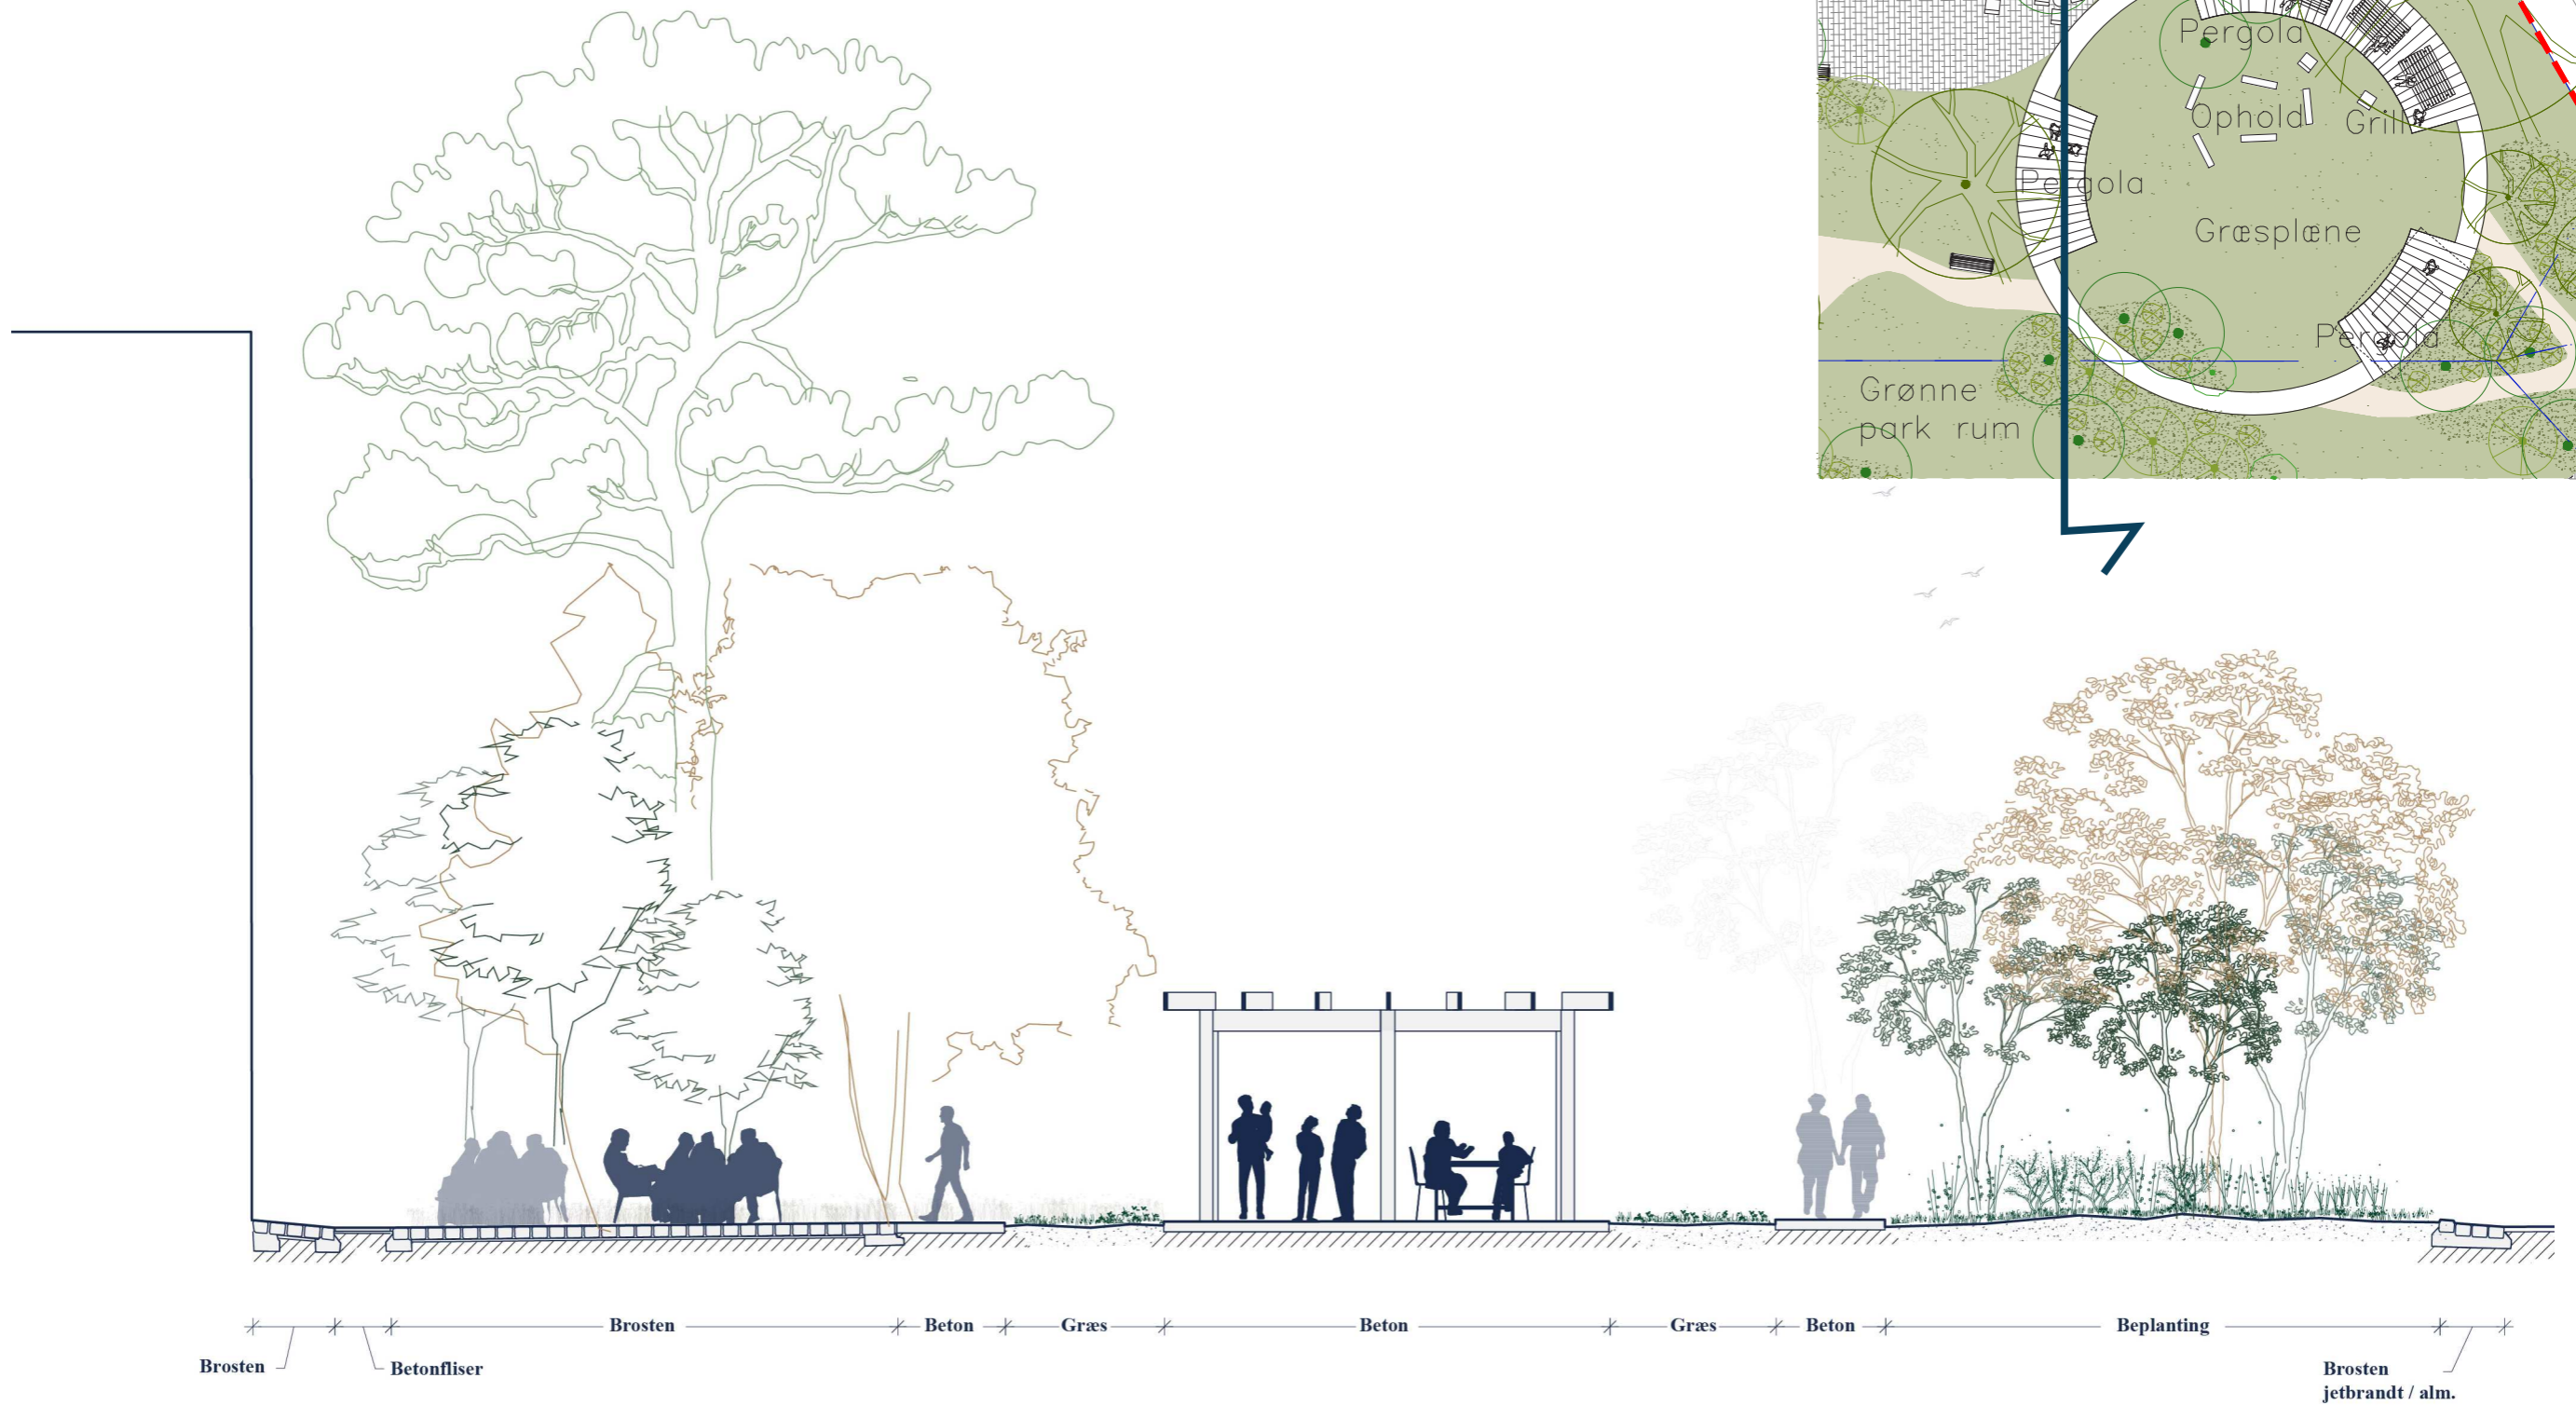 Pergola
Ophold
Grill
Pergola
Græsplæne
Pergola
Grønne
park rum
Brosten
Beton
Græs
Beton
Græs
Beton
Beplanting
Brosten
Betonfliser
Brosten
jetbrandt / alm.